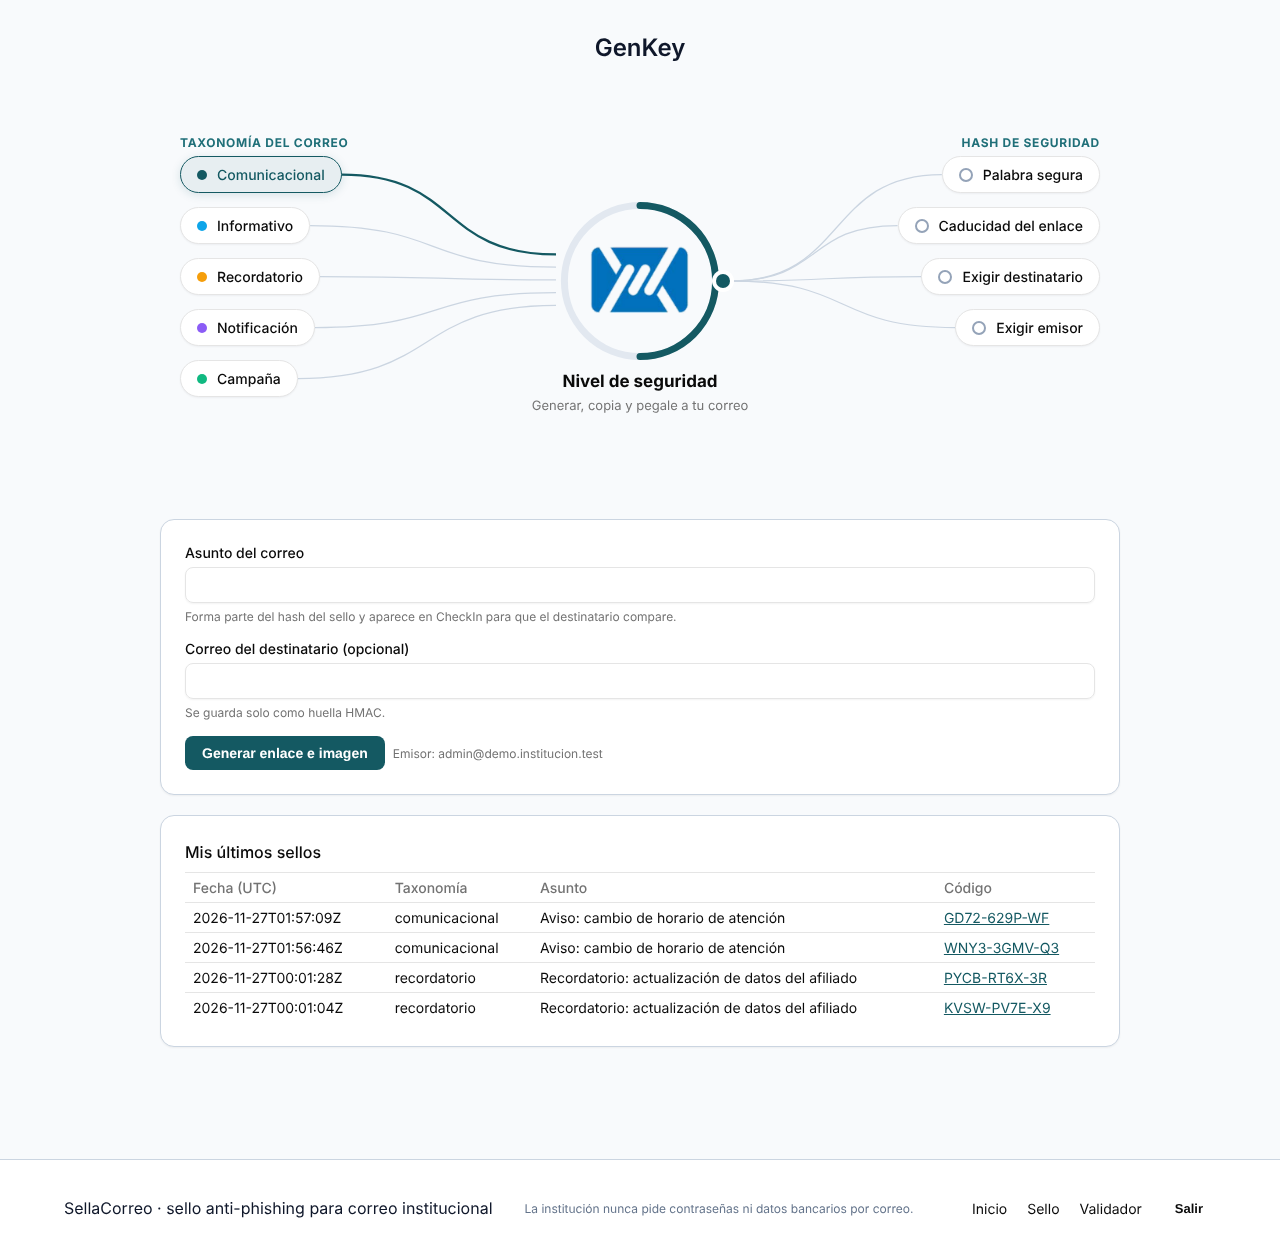 GenKey
TAXONOMÍA DEL CORREO
Comunicacional
Informativo
Recordatorio
Notificación
Campaña
HASH DE SEGURIDAD
Palabra segura
Caducidad del enlace
Exigir destinatario
Exigir emisor
Nivel de seguridad
Generar, copia y pegale a tu correo
Asunto del correo
Forma parte del hash del sello y aparece en CheckIn para que el destinatario compare.
Correo del destinatario (opcional)
Se guarda solo como huella HMAC.
Generar enlace e imagen Emisor: admin@demo.institucion.test
Mis últimos sellos
Fecha (UTC) Taxonomía Asunto Código
2026-11-27T01:57:09Z comunicacional Aviso: cambio de horario de atención GD72-629P-WF
2026-11-27T01:56:46Z comunicacional Aviso: cambio de horario de atención WNY3-3GMV-Q3
2026-11-27T00:01:28Z recordatorio Recordatorio: actualización de datos del afiliado PYCB-RT6X-3R
2026-11-27T00:01:04Z recordatorio Recordatorio: actualización de datos del afiliado KVSW-PV7E-X9
SellaCorreo · sello anti-phishing para correo institucional La institución nunca pide contraseñas ni datos bancarios por correo. Inicio Sello Validador Salir